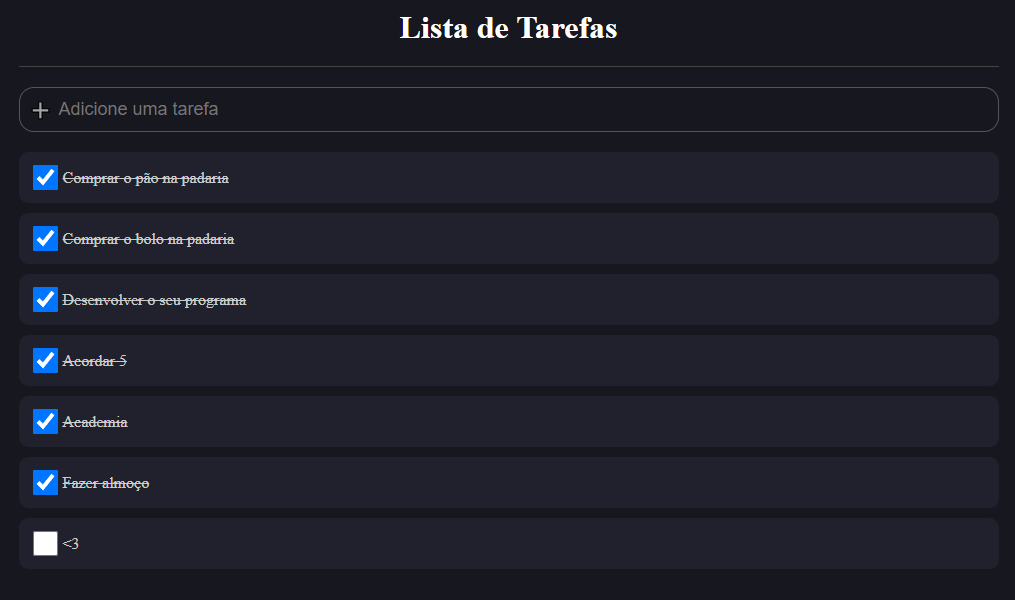 Lista de Tarefas
Adicione uma tarefa
Comprar o pão na padaria
Comprar o bolo na padaria
Desenvolver o seu programa
Acordar 5
Academia
Fazer almoço
<3